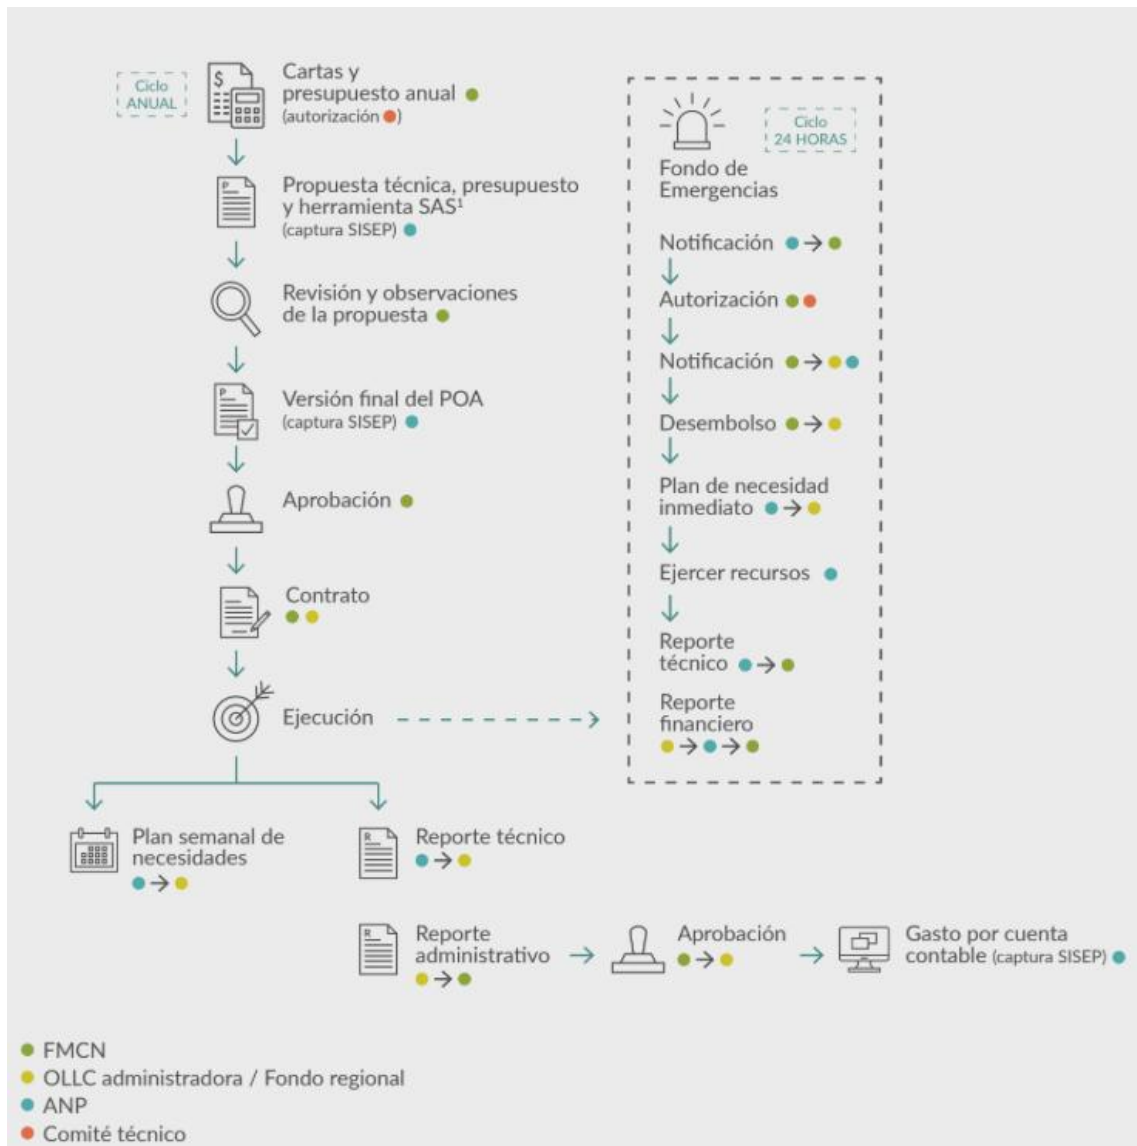 Ciclo
ANUAL
$
Cartas y
presupuesto anual
(autorización )
P
Propuesta técnica, presupuesto
y herramienta SAS¹
(captura SISEP)
Revisión y observaciones
de la propuesta
P
Versión final del POA
(captura SISEP)
Aprobación
Contrato
Ejecución
Plan semanal de
necesidades
R
Reporte técnico
R
Reporte
administrativo
Aprobación
Gasto por cuenta
contable (captura SISEP)
Ciclo
24 HORAS
Fondo de
Emergencias
Notificación
Autorización
Notificación
Desembolso
Plan de necesidad
inmediato
Ejercer recursos
Reporte
técnico
Reporte
financiero
FMCN
OLLC administradora / Fondo regional
ANP
Comité técnico